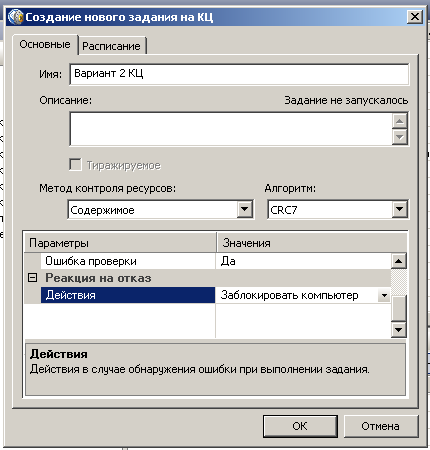 Создание нового задания на КЦ
Основные Расписание
Имя: Вариант 2 КЦ
Описание: Задание не запускалось
Тиражируемое
Метод контроля ресурсов: Алгоритм:
Содержимое CRC7
Параметры Значения
Ошибка проверки Да
Реакция на отказ
Действия Заблокировать компьютер
Действия
Действия в случае обнаружения ошибки при выполнении задания.
OK Отмена